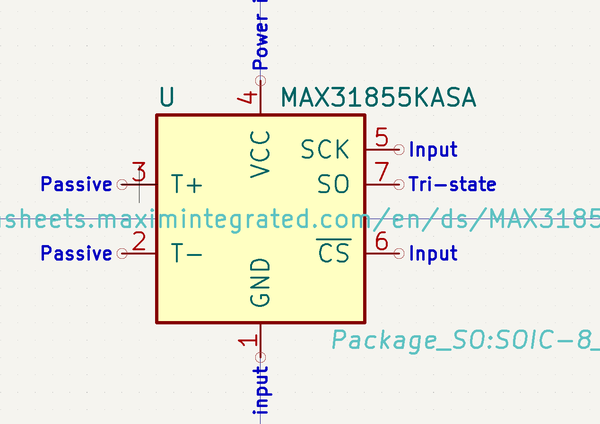 Power i
4
U
MAX31855KASA
VCC
SCK
5
Input
Passive
3
T+
SO
7
Tri-state
sheets.maximintegrated.com/en/ds/MAX3185
Passive
2
T-
CS
6
Input
GND
1
Package_SO:SOIC-8_
input